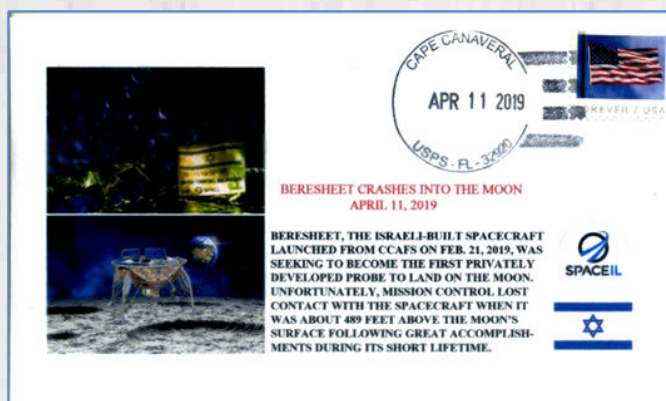 CAPE CANAVERAL
APR 11 2019
USPS - FL - 32920
FOREVER / USA
BERESHEET CRASHES INTO THE MOON
APRIL 11, 2019
BERESHEET, THE ISRAELI-BUILT SPACECRAFT
LAUNCHED FROM CCAFS ON FEB. 21, 2019, WAS
SEEKING TO BECOME THE FIRST PRIVATELY
DEVELOPED PROBE TO LAND ON THE MOON.
UNFORTUNATELY, MISSION CONTROL LOST
CONTACT WITH THE SPACECRAFT WHEN IT
WAS ABOUT 489 FEET ABOVE THE MOON'S
SURFACE FOLLOWING GREAT ACCOMPLISH-
MENTS DURING ITS SHORT LIFETIME.
SPACEIL